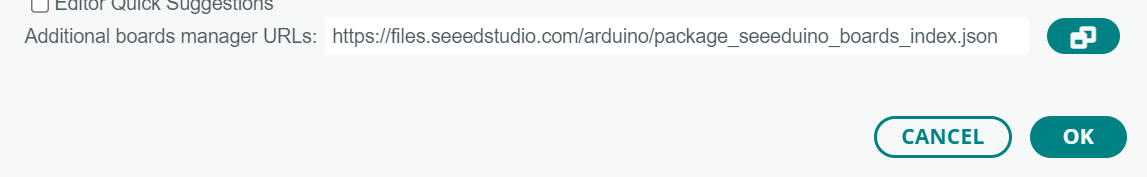 Editor Quick Suggestions
Additional boards manager URLs: https://files.seeedstudio.com/arduino/package_seeeduino_boards_index.json
CANCEL OK